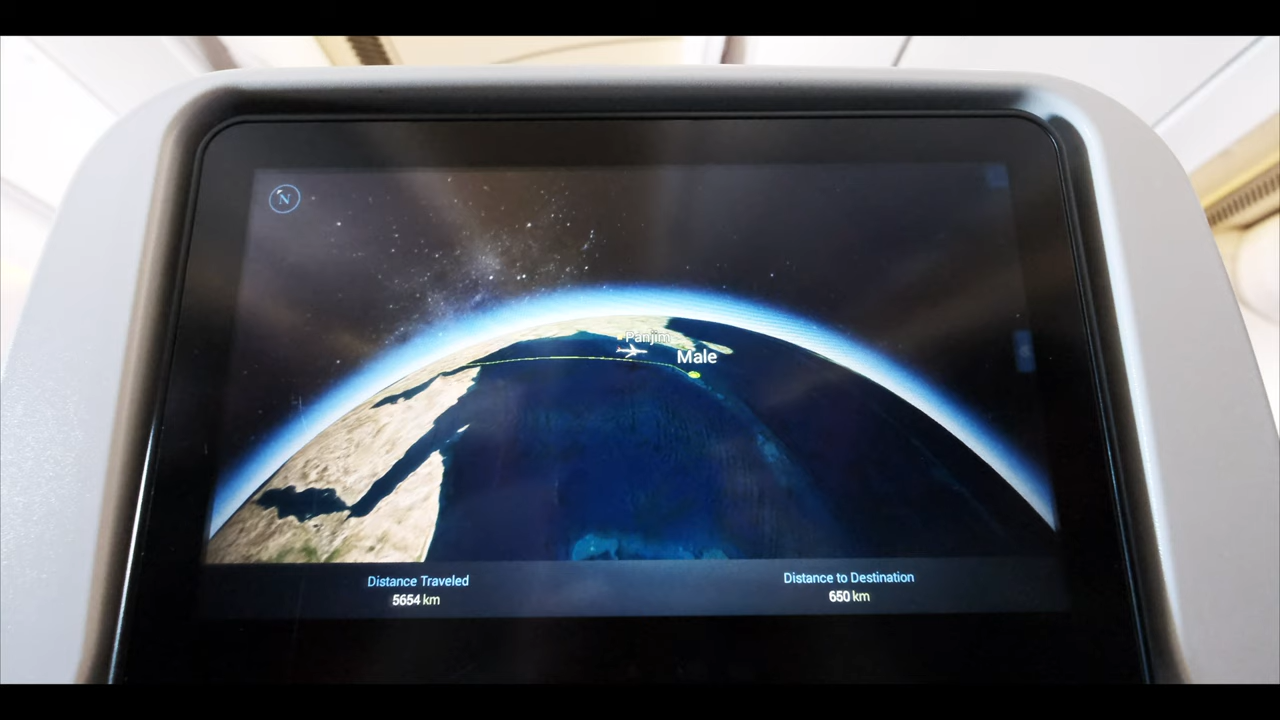 N
Panjim
Male
Distance Traveled
5654 km
Distance to Destination
650 km